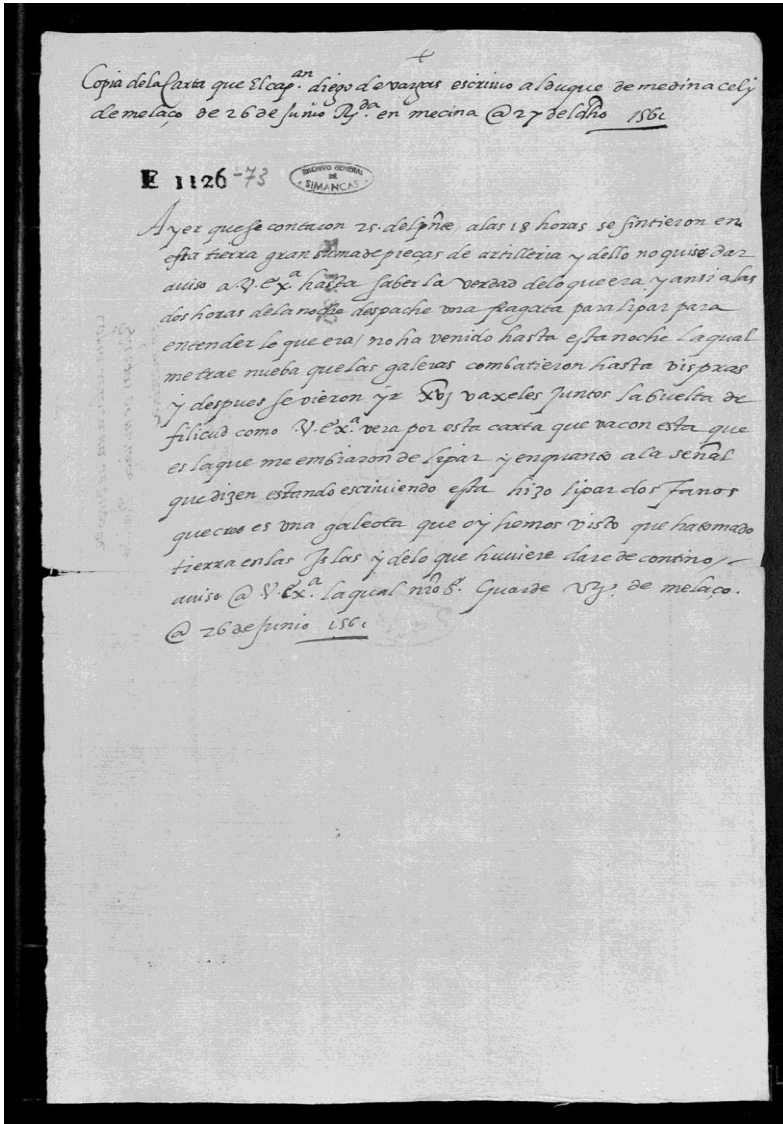 +
Copia de la Carta que El cap.an diego de vargas escrivio al duque de medina celj
de melaço de 26 de Junio Rj.da en mecina @ 27 del dho 1561
E 1126 -73
ARCHIVO GENERAL
DE
SIMANCAS
Ayer que se contaron 25. del pnte a las 18 horas se sintieron en
esta tierra gran suma de pieças de artilleria y dello no quise dar
aviso a .V. ex.a hasta saber la verdad de lo que era y ansi a las
dos horas de la noche despache vna fragata para lipar para
entender lo que era / no ha venido hasta esta noche la qual
me trae nueba que las galeras combatieron hasta vispras
y despues se vieron yr xvj vaxeles Juntos la buelta de
filicud como .V. ex.a vera por esta carta que va con esta que
es la que me embiaron de lipar y en quanto a la señal
que dizen estando escriviendo esta hizo lipar dos fanos
que creo es vna galeota que oy hemos visto que ha tomado
tierra en las Islas y de lo que huviere dare de contino /
aviso @ V. Ex.a la qual nro S.r Guarde de melaço.
@ 26 de Junio 1561